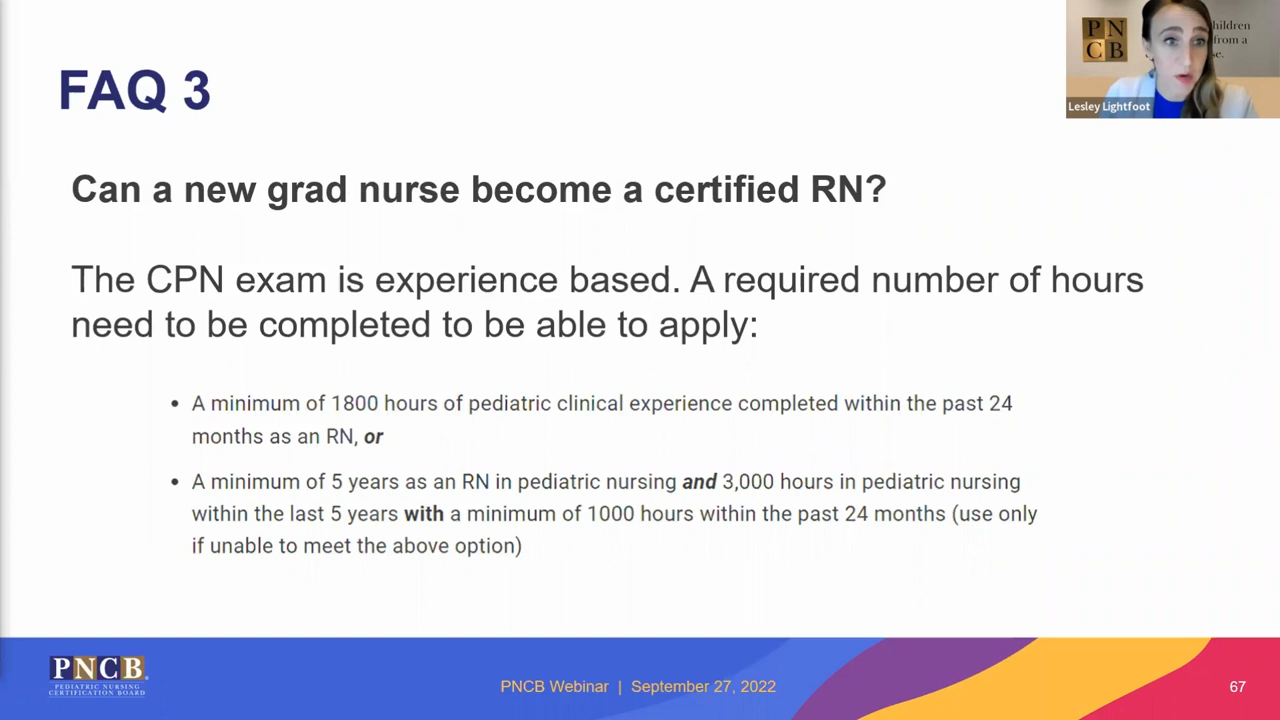 FAQ 3
PN
CB
hildren
from a
se.
Lesley Lightfoot
Can a new grad nurse become a certified RN?
The CPN exam is experience based. A required number of hours
need to be completed to be able to apply:
• A minimum of 1800 hours of pediatric clinical experience completed within the past 24
months as an RN, or
• A minimum of 5 years as an RN in pediatric nursing and 3,000 hours in pediatric nursing
within the last 5 years with a minimum of 1000 hours within the past 24 months (use only
if unable to meet the above option)
PNCB®
PEDIATRIC NURSING
CERTIFICATION BOARD
PNCB Webinar | September 27, 2022
67